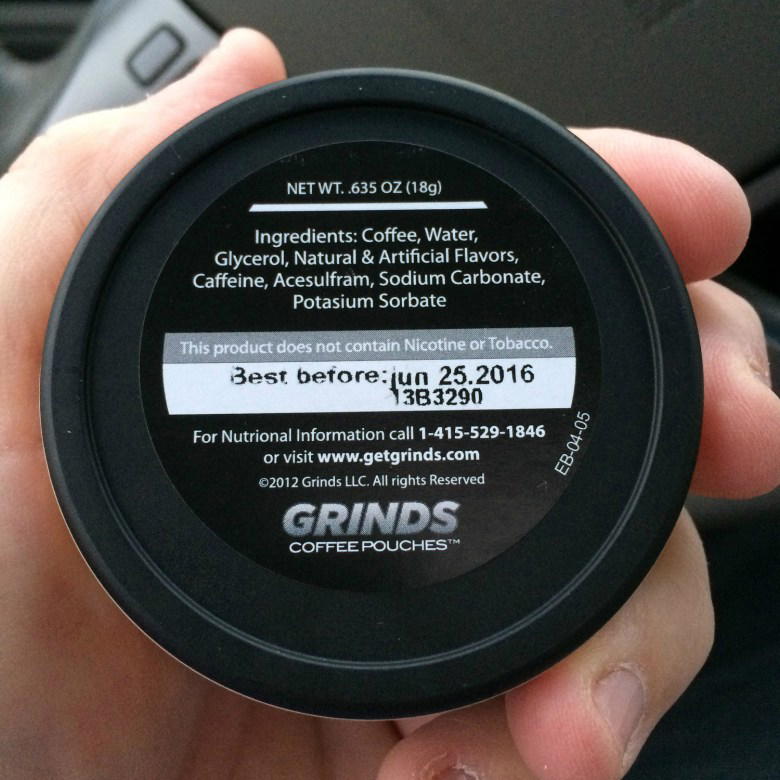 NET WT. .635 OZ (18g)
Ingredients: Coffee, Water,
Glycerol, Natural & Artificial Flavors,
Caffeine, Acesulfram, Sodium Carbonate,
Potasium Sorbate
This product does not contain Nicotine or Tobacco.
Best before: Jun 25.2016
13B3290
For Nutrional Information call 1-415-529-1846
or visit www.getgrinds.com
©2012 Grinds LLC. All rights Reserved
EB-04-05
GRINDS
COFFEE POUCHES™